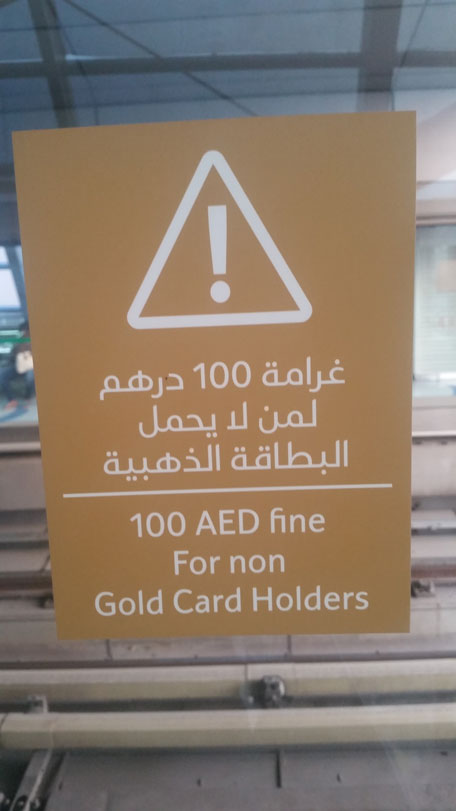 غرامة 100 درهم
لمن لا يحمل
البطاقة الذهبية
100 AED fine
For non
Gold Card Holders